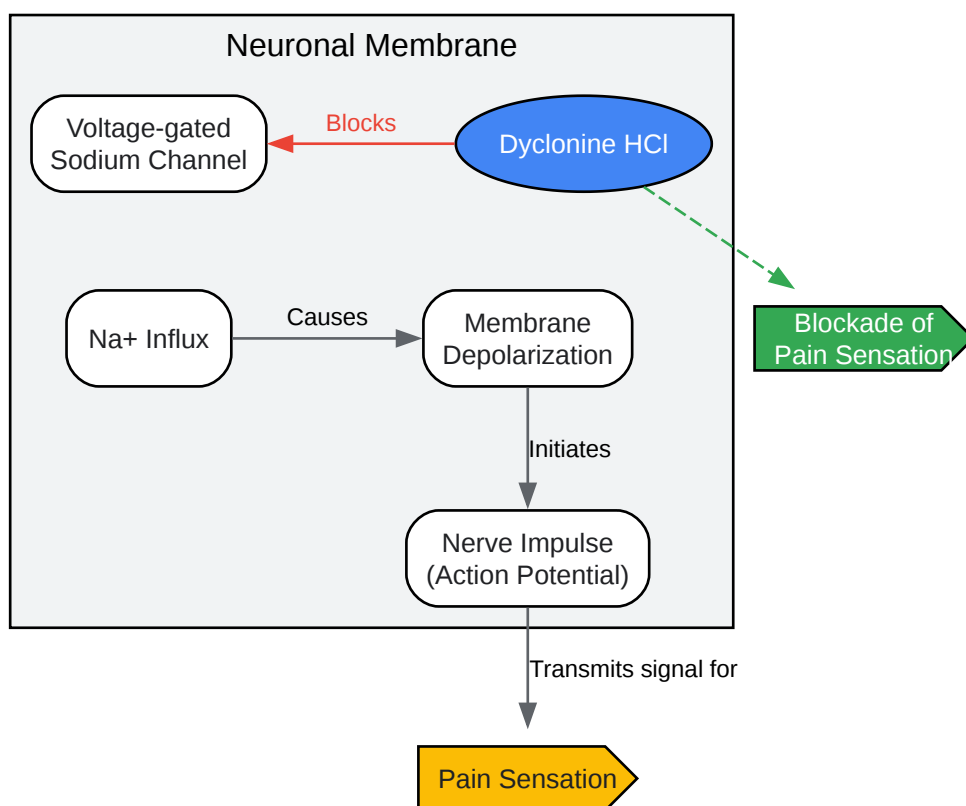 Neuronal Membrane
Voltage-gated
Sodium Channel
Blocks
Dyclonine HCl
Na+ Influx
Causes
Membrane
Depolarization
Blockade of
Pain Sensation
Initiates
Nerve Impulse
(Action Potential)
Transmits signal for
Pain Sensation